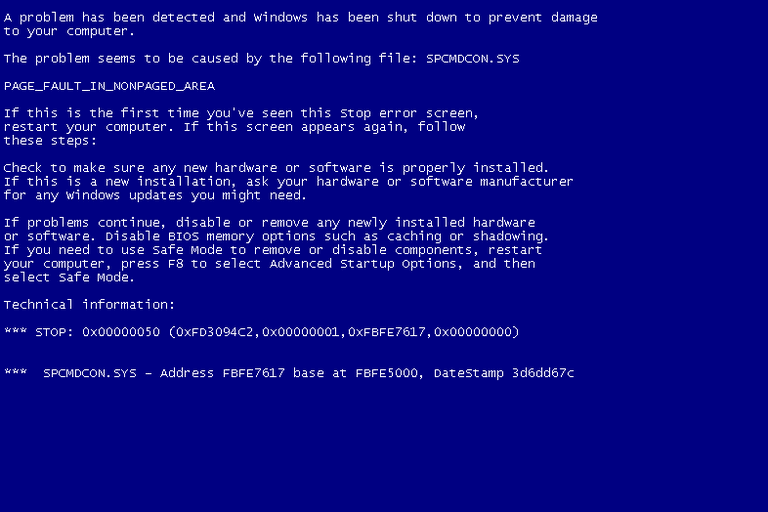 A problem has been detected and Windows has been shut down to prevent damage
to your computer.
The problem seems to be caused by the following file: SPCMDCON.SYS
PAGE_FAULT_IN_NONPAGED_AREA
If this is the first time you've seen this Stop error screen,
restart your computer. If this screen appears again, follow
these steps:
Check to make sure any new hardware or software is properly installed.
If this is a new installation, ask your hardware or software manufacturer
for any Windows updates you might need.
If problems continue, disable or remove any newly installed hardware
or software. Disable BIOS memory options such as caching or shadowing.
If you need to use Safe Mode to remove or disable components, restart
your computer, press F8 to select Advanced Startup Options, and then
select Safe Mode.
Technical information:
*** STOP: 0x00000050 (0xFD3094C2,0x00000001,0xFBFE7617,0x00000000)
***  SPCMDCON.SYS - Address FBFE7617 base at FBFE5000, DateStamp 3d6dd67c